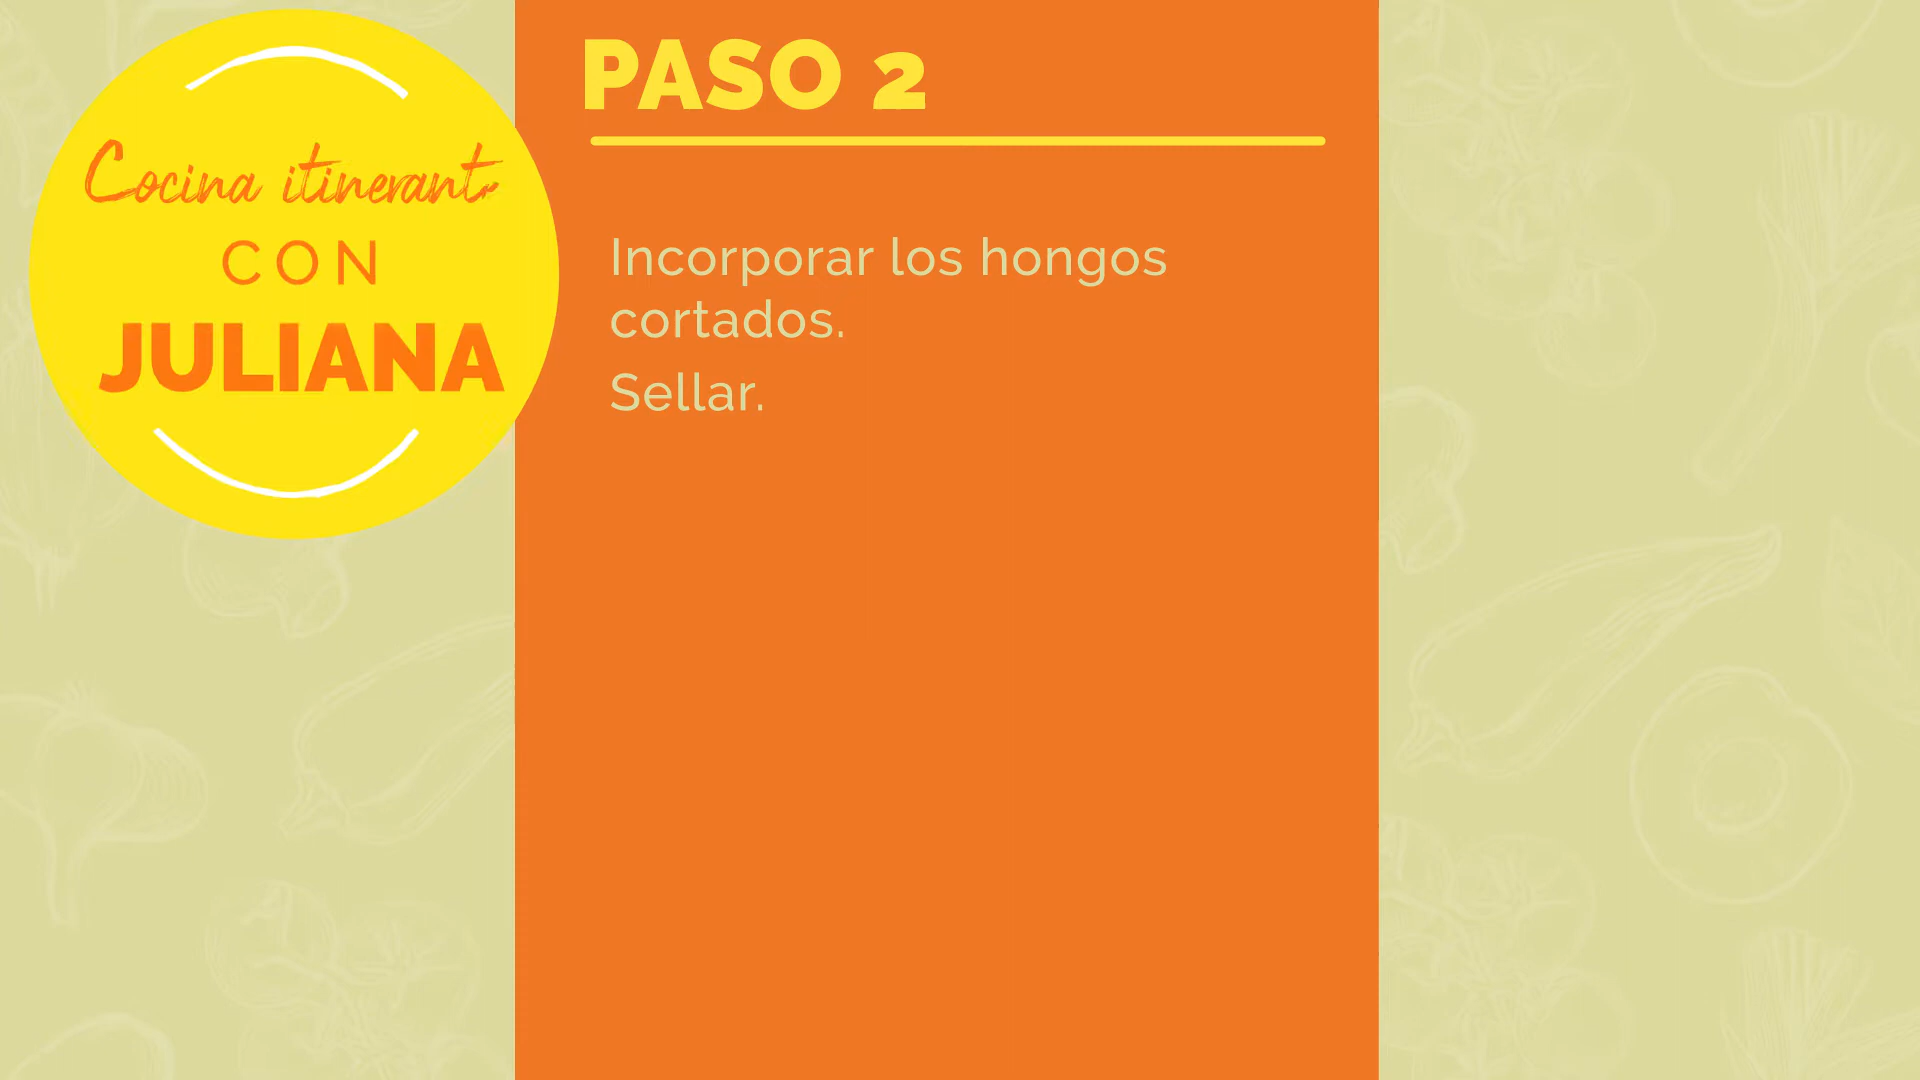 Cocina itinerante
CON
JULIANA
PASO 2
Incorporar los hongos
cortados.
Sellar.